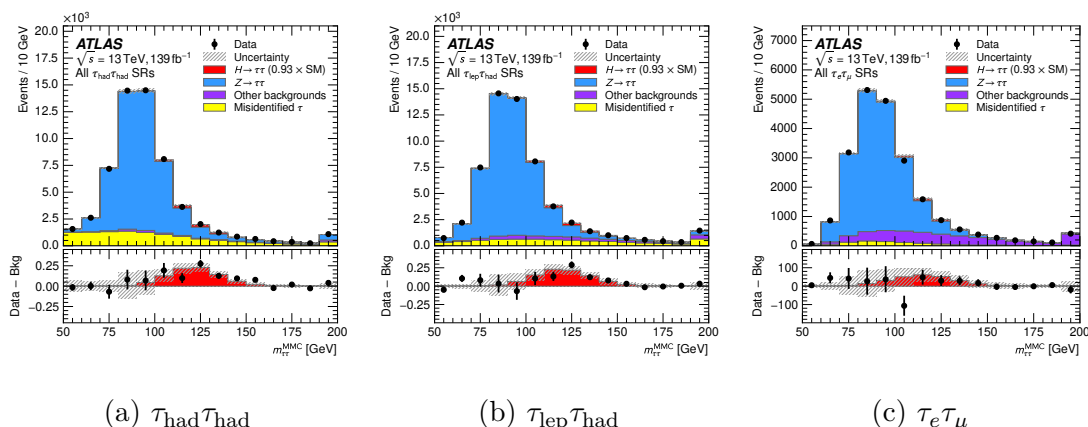 ×10³
20.0
17.5
15.0
12.5
10.0
7.5
5.0
2.5
0.0
Events / 10 GeV
ATLAS
√s = 13 TeV, 139 fb⁻¹
All τhadτhad SRs
Data
Uncertainty
H→ττ (0.93 × SM)
Z→ττ
Other backgrounds
Misidentified τ
0.25
0.00
−0.25
Data − Bkg
50 75 100 125 150 175 200
m^MMC_ττ [GeV]
(a) τhadτhad
×10³
20.0
17.5
15.0
12.5
10.0
7.5
5.0
2.5
0.0
Events / 10 GeV
ATLAS
√s = 13 TeV, 139 fb⁻¹
All τlepτhad SRs
Data
Uncertainty
H→ττ (0.93 × SM)
Z→ττ
Other backgrounds
Misidentified τ
0.25
0.00
−0.25
Data − Bkg
50 75 100 125 150 175 200
m^MMC_ττ [GeV]
(b) τlepτhad
7000
6000
5000
4000
3000
2000
1000
0
Events / 10 GeV
ATLAS
√s = 13 TeV, 139 fb⁻¹
All τeτμ SRs
Data
Uncertainty
H→ττ (0.93 × SM)
Z→ττ
Other backgrounds
Misidentified τ
100
0
−100
Data − Bkg
50 75 100 125 150 175 200
m^MMC_ττ [GeV]
(c) τeτμ